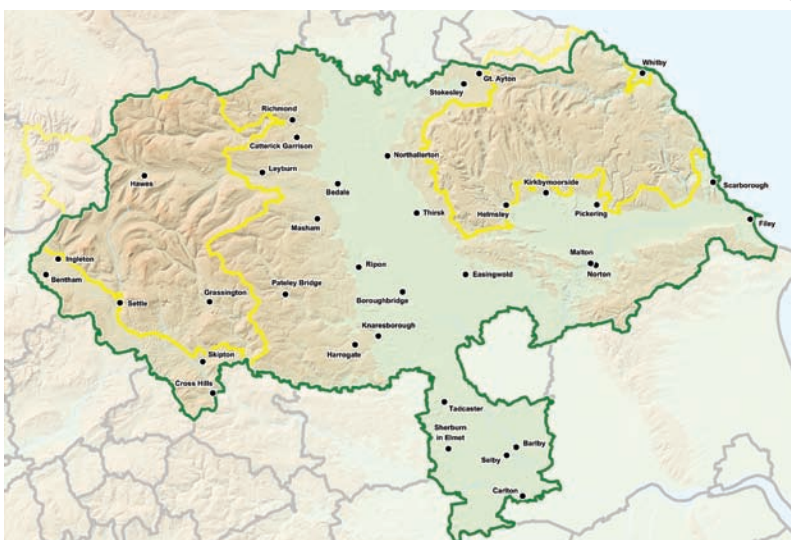 Whitby
Gt. Ayton
Stokesley
Richmond
Catterick Garrison
Northallerton
Leyburn
Hawes
Bedale
Kirkbymoorside
Scarborough
Helmsley
Pickering
Thirsk
Masham
Filey
Malton
Norton
Ingleton
Bentham
Ripon
Easingwold
Pateley Bridge
Grassington
Settle
Boroughbridge
Knaresborough
Harrogate
Skipton
Cross Hills
Tadcaster
Sherburn
in Elmet
Barlby
Selby
Carlton